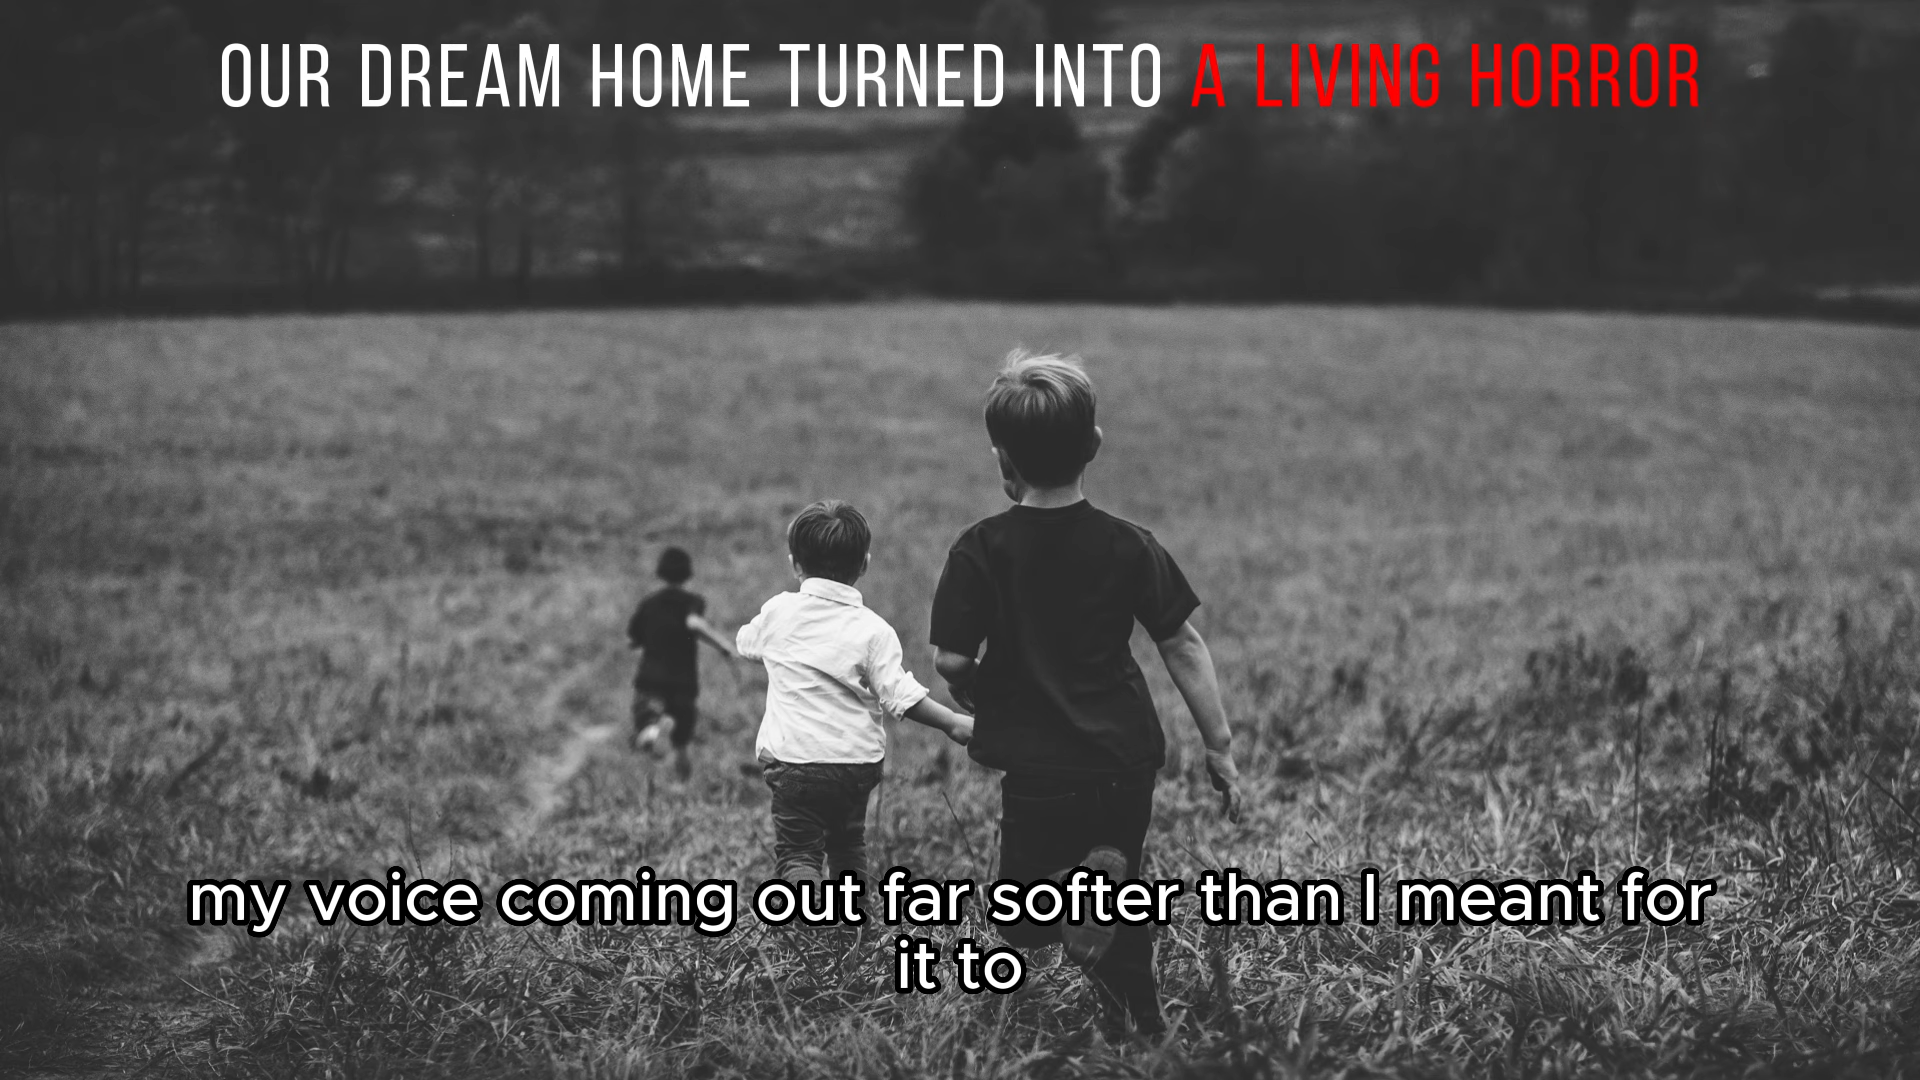 OUR DREAM HOME TURNED INTO A LIVING HORROR
my voice coming out far softer than I meant for
it to